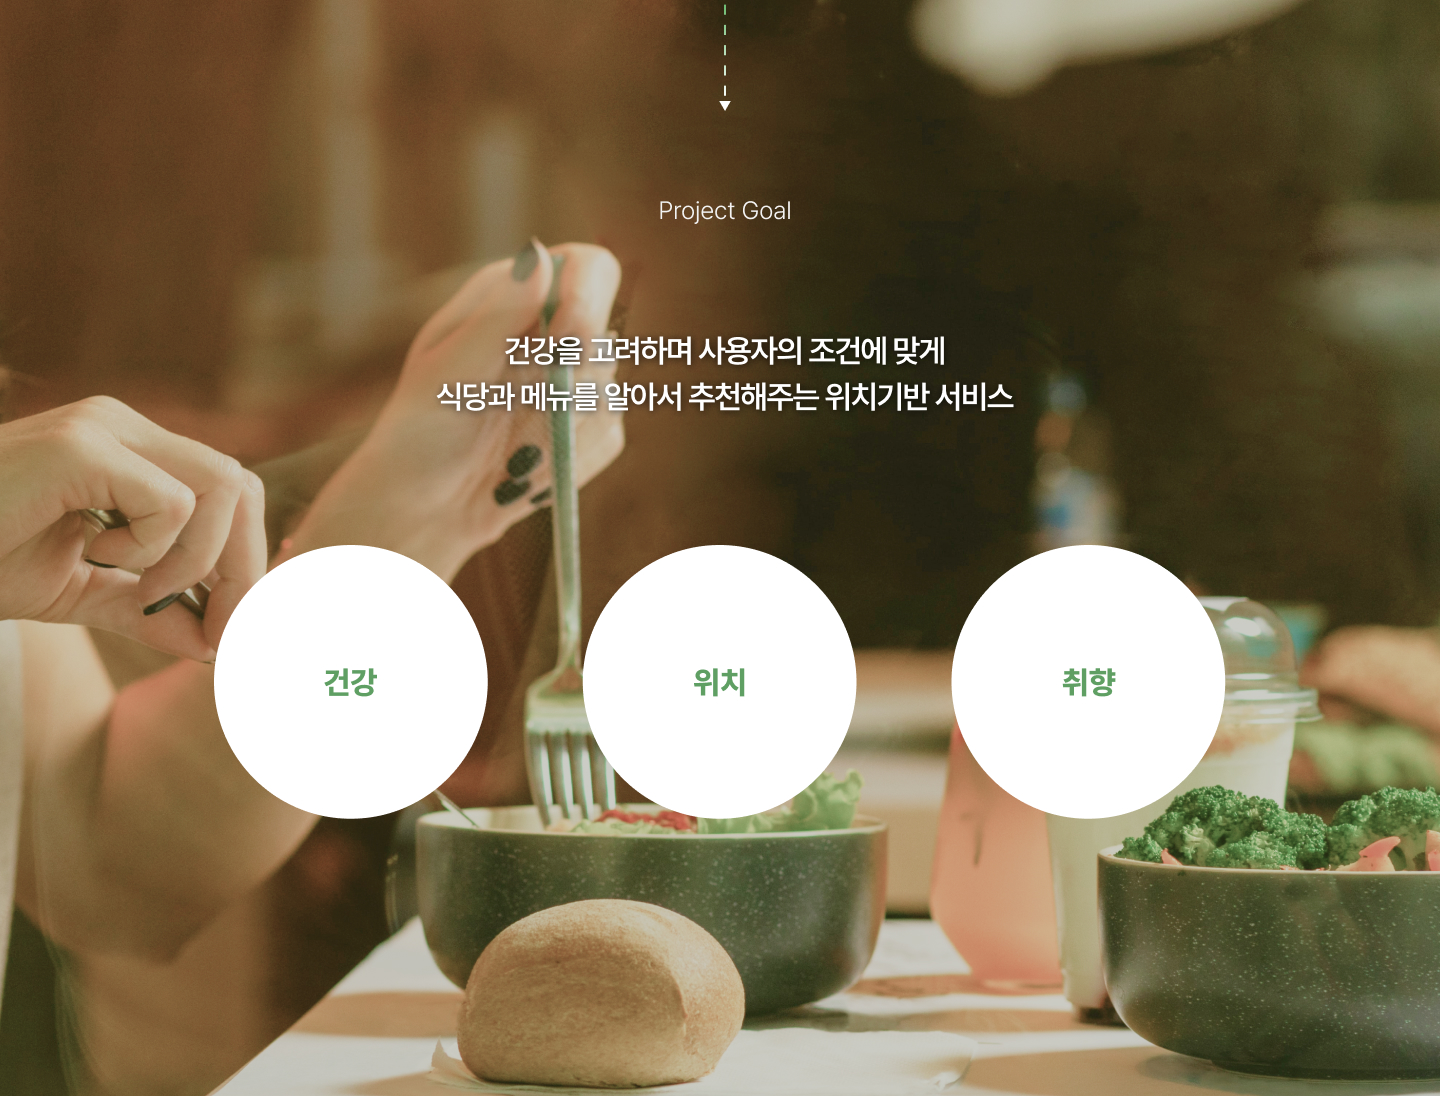 Project Goal
건강을 고려하며 사용자의 조건에 맞게
식당과 메뉴를 알아서 추천해주는 위치기반 서비스
건강
위치
취향